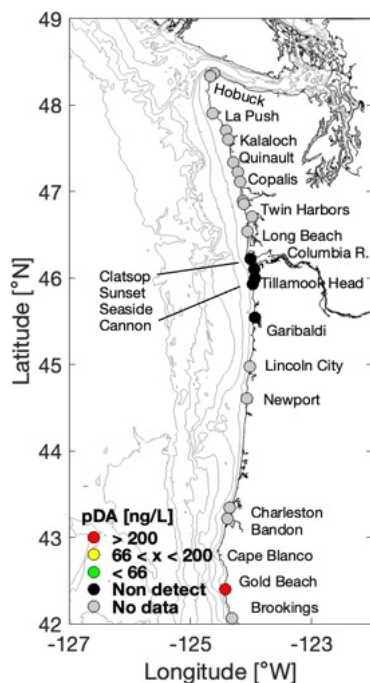 49
48
47
46
45
44
43
42
Latitude [°N]
Hobuck
La Push
Kalaloch
Quinault
Copalis
Twin Harbors
Long Beach
Columbia R.
Clatsop
Sunset
Seaside
Cannon
Tillamook Head
Garibaldi
Lincoln City
Newport
Charleston
Bandon
Cape Blanco
Gold Beach
Brookings
pDA [ng/L]
> 200
66 < x < 200
< 66
Non detect
No data
-127 -126 -125 -124 -123
Longitude [°W]